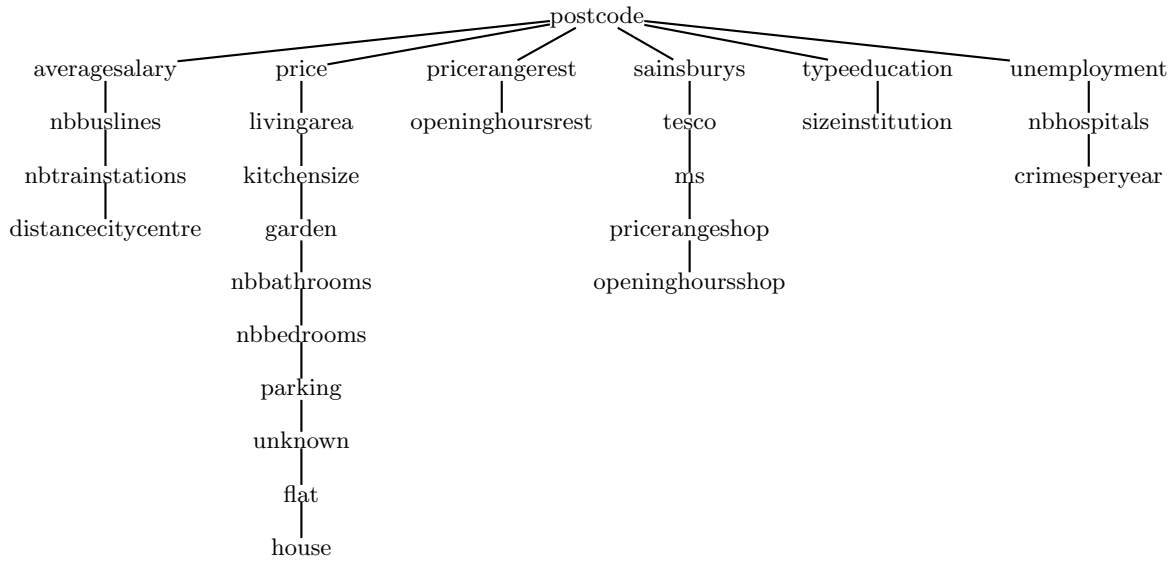 postcode
averagesalary price pricerangerest sainsburys typeeducation unemployment
nbbuslines livingarea openinghoursrest tesco sizeinstitution nbhospitals
nbtrainstations kitchensize ms crimesperyear
distancecitycentre garden pricerangeshop
nbbathrooms openinghoursshop
nbbedrooms
parking
unknown
flat
house